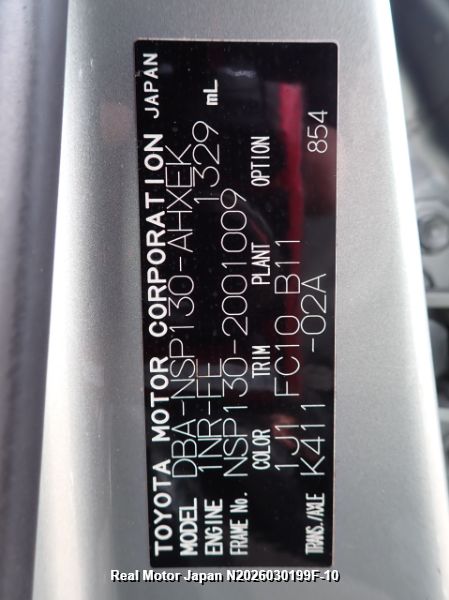 TOYOTA MOTOR CORPORATION JAPAN
MODEL DBA-NSP130-AHXEK
ENGINE 1NR-FE 1329 mL
FRAME No. NSP130-2001009
COLOR TRIM PLANT OPTION
1J1 FC10 B11 854
TRANS./AXLE K411 -02A
Real Motor Japan N2026030199F-10